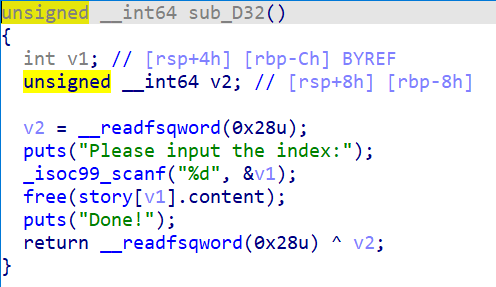 unsigned __int64 sub_D32()
{
  int v1; // [rsp+4h] [rbp-Ch] BYREF
  unsigned __int64 v2; // [rsp+8h] [rbp-8h]

  v2 = __readfsqword(0x28u);
  puts("Please input the index:");
  _isoc99_scanf("%d", &v1);
  free(story[v1].content);
  puts("Done!");
  return __readfsqword(0x28u) ^ v2;
}